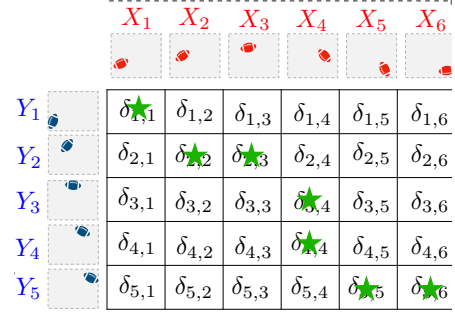 X₁ X₂ X₃ X₄ X₅ X₆
Y₁ δ₁,₁ δ₁,₂ δ₁,₃ δ₁,₄ δ₁,₅ δ₁,₆
Y₂ δ₂,₁ δ₂,₂ δ₂,₃ δ₂,₄ δ₂,₅ δ₂,₆
Y₃ δ₃,₁ δ₃,₂ δ₃,₃ δ₃,₄ δ₃,₅ δ₃,₆
Y₄ δ₄,₁ δ₄,₂ δ₄,₃ δ₄,₄ δ₄,₅ δ₄,₆
Y₅ δ₅,₁ δ₅,₂ δ₅,₃ δ₅,₄ δ₅,₅ δ₅,₆